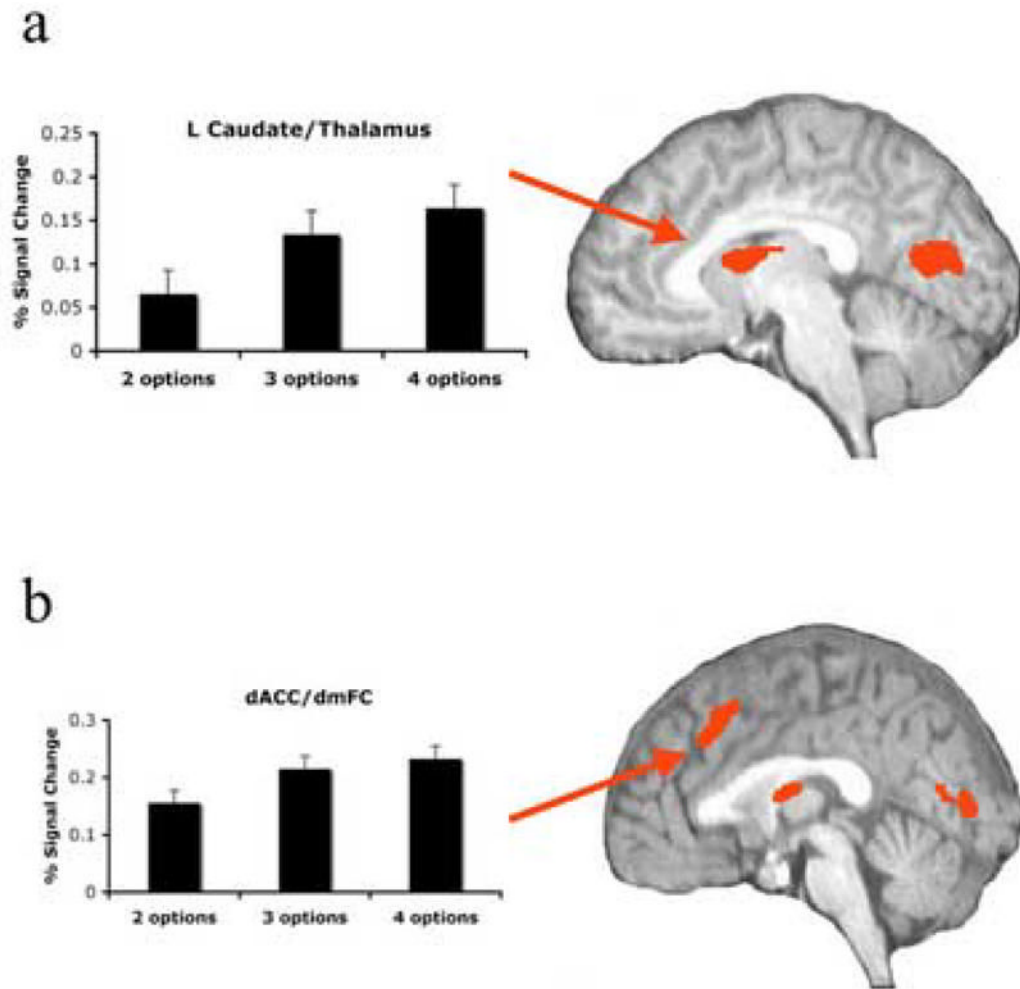 a
L Caudate/Thalamus
% Signal Change
0.25
0.2
0.15
0.1
0.05
0
2 options
3 options
4 options
b
dACC/dmFC
% Signal Change
0.3
0.2
0.1
0
2 options
3 options
4 options